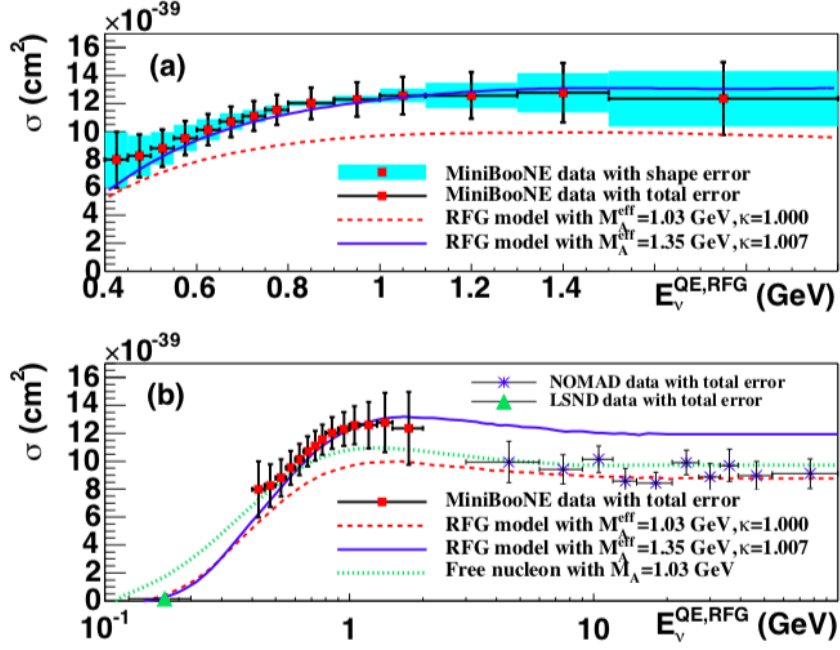 ×10⁻³⁹
σ (cm²)
16
14
12
10
8
6
4
2
0
(a)
MiniBooNE data with shape error
MiniBooNE data with total error
RFG model with M_A^eff=1.03 GeV,κ=1.000
RFG model with M_A^eff=1.35 GeV,κ=1.007
0.4 0.6 0.8 1 1.2 1.4 E_ν^QE,RFG (GeV)
×10⁻³⁹
σ (cm²)
16
14
12
10
8
6
4
2
0
(b)
NOMAD data with total error
LSND data with total error
MiniBooNE data with total error
RFG model with M_A^eff=1.03 GeV,κ=1.000
RFG model with M_A^eff=1.35 GeV,κ=1.007
Free nucleon with M_A=1.03 GeV
10⁻¹ 1 10 E_ν^QE,RFG (GeV)